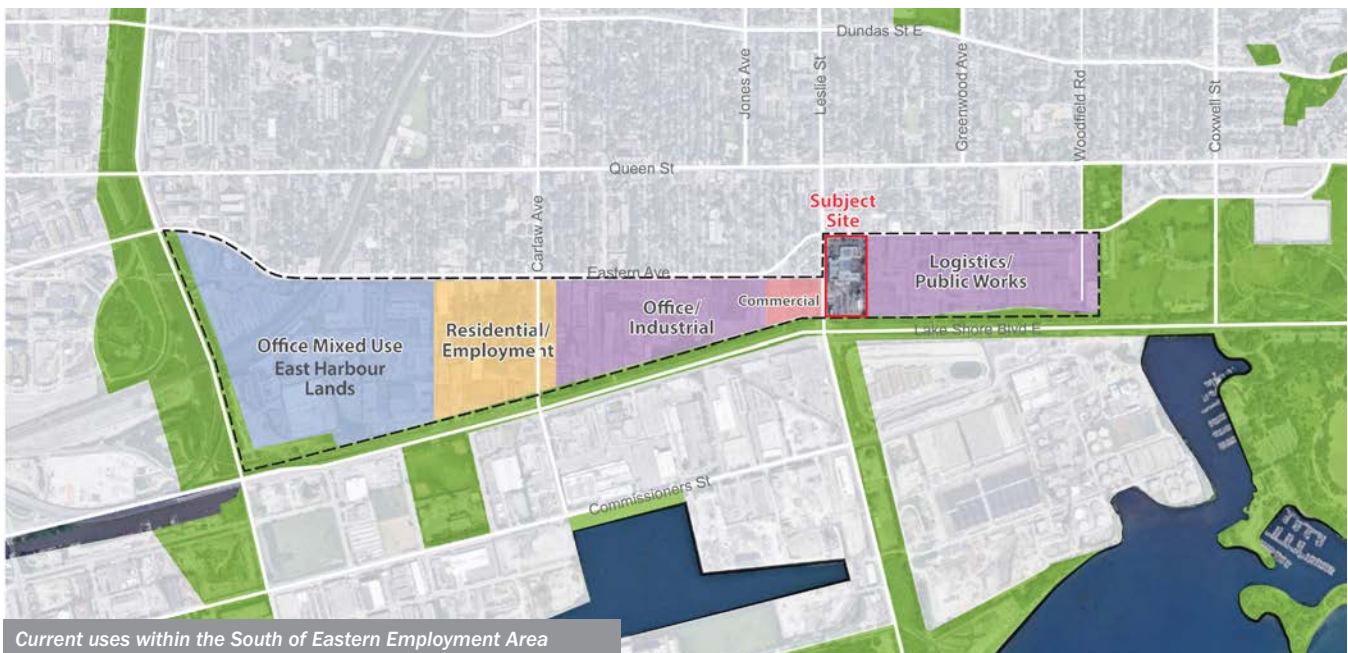 Dundas St E
Jones Ave
Leslie St
Greenwood Ave
Woodfield Rd
Coxwell St
Queen St
Subject
Site
Carlaw Ave
Eastern Ave
Logistics/
Public Works
Commercial
Office/
Industrial
Residential/
Employment
Office Mixed Use
East Harbour
Lands
Lake Shore Blvd E
Commissioners St
Current uses within the South of Eastern Employment Area